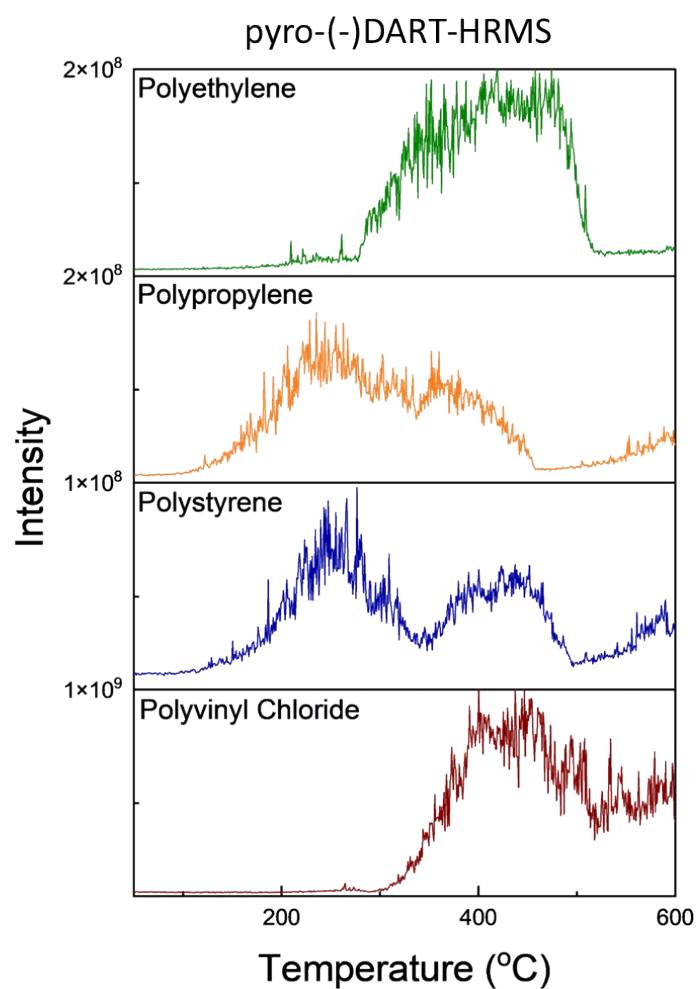 pyro-(-)DART-HRMS
2×10⁸
Polyethylene
2×10⁸
Polypropylene
1×10⁸
Polystyrene
1×10⁹
Polyvinyl Chloride
Intensity
200 400 600
Temperature (°C)